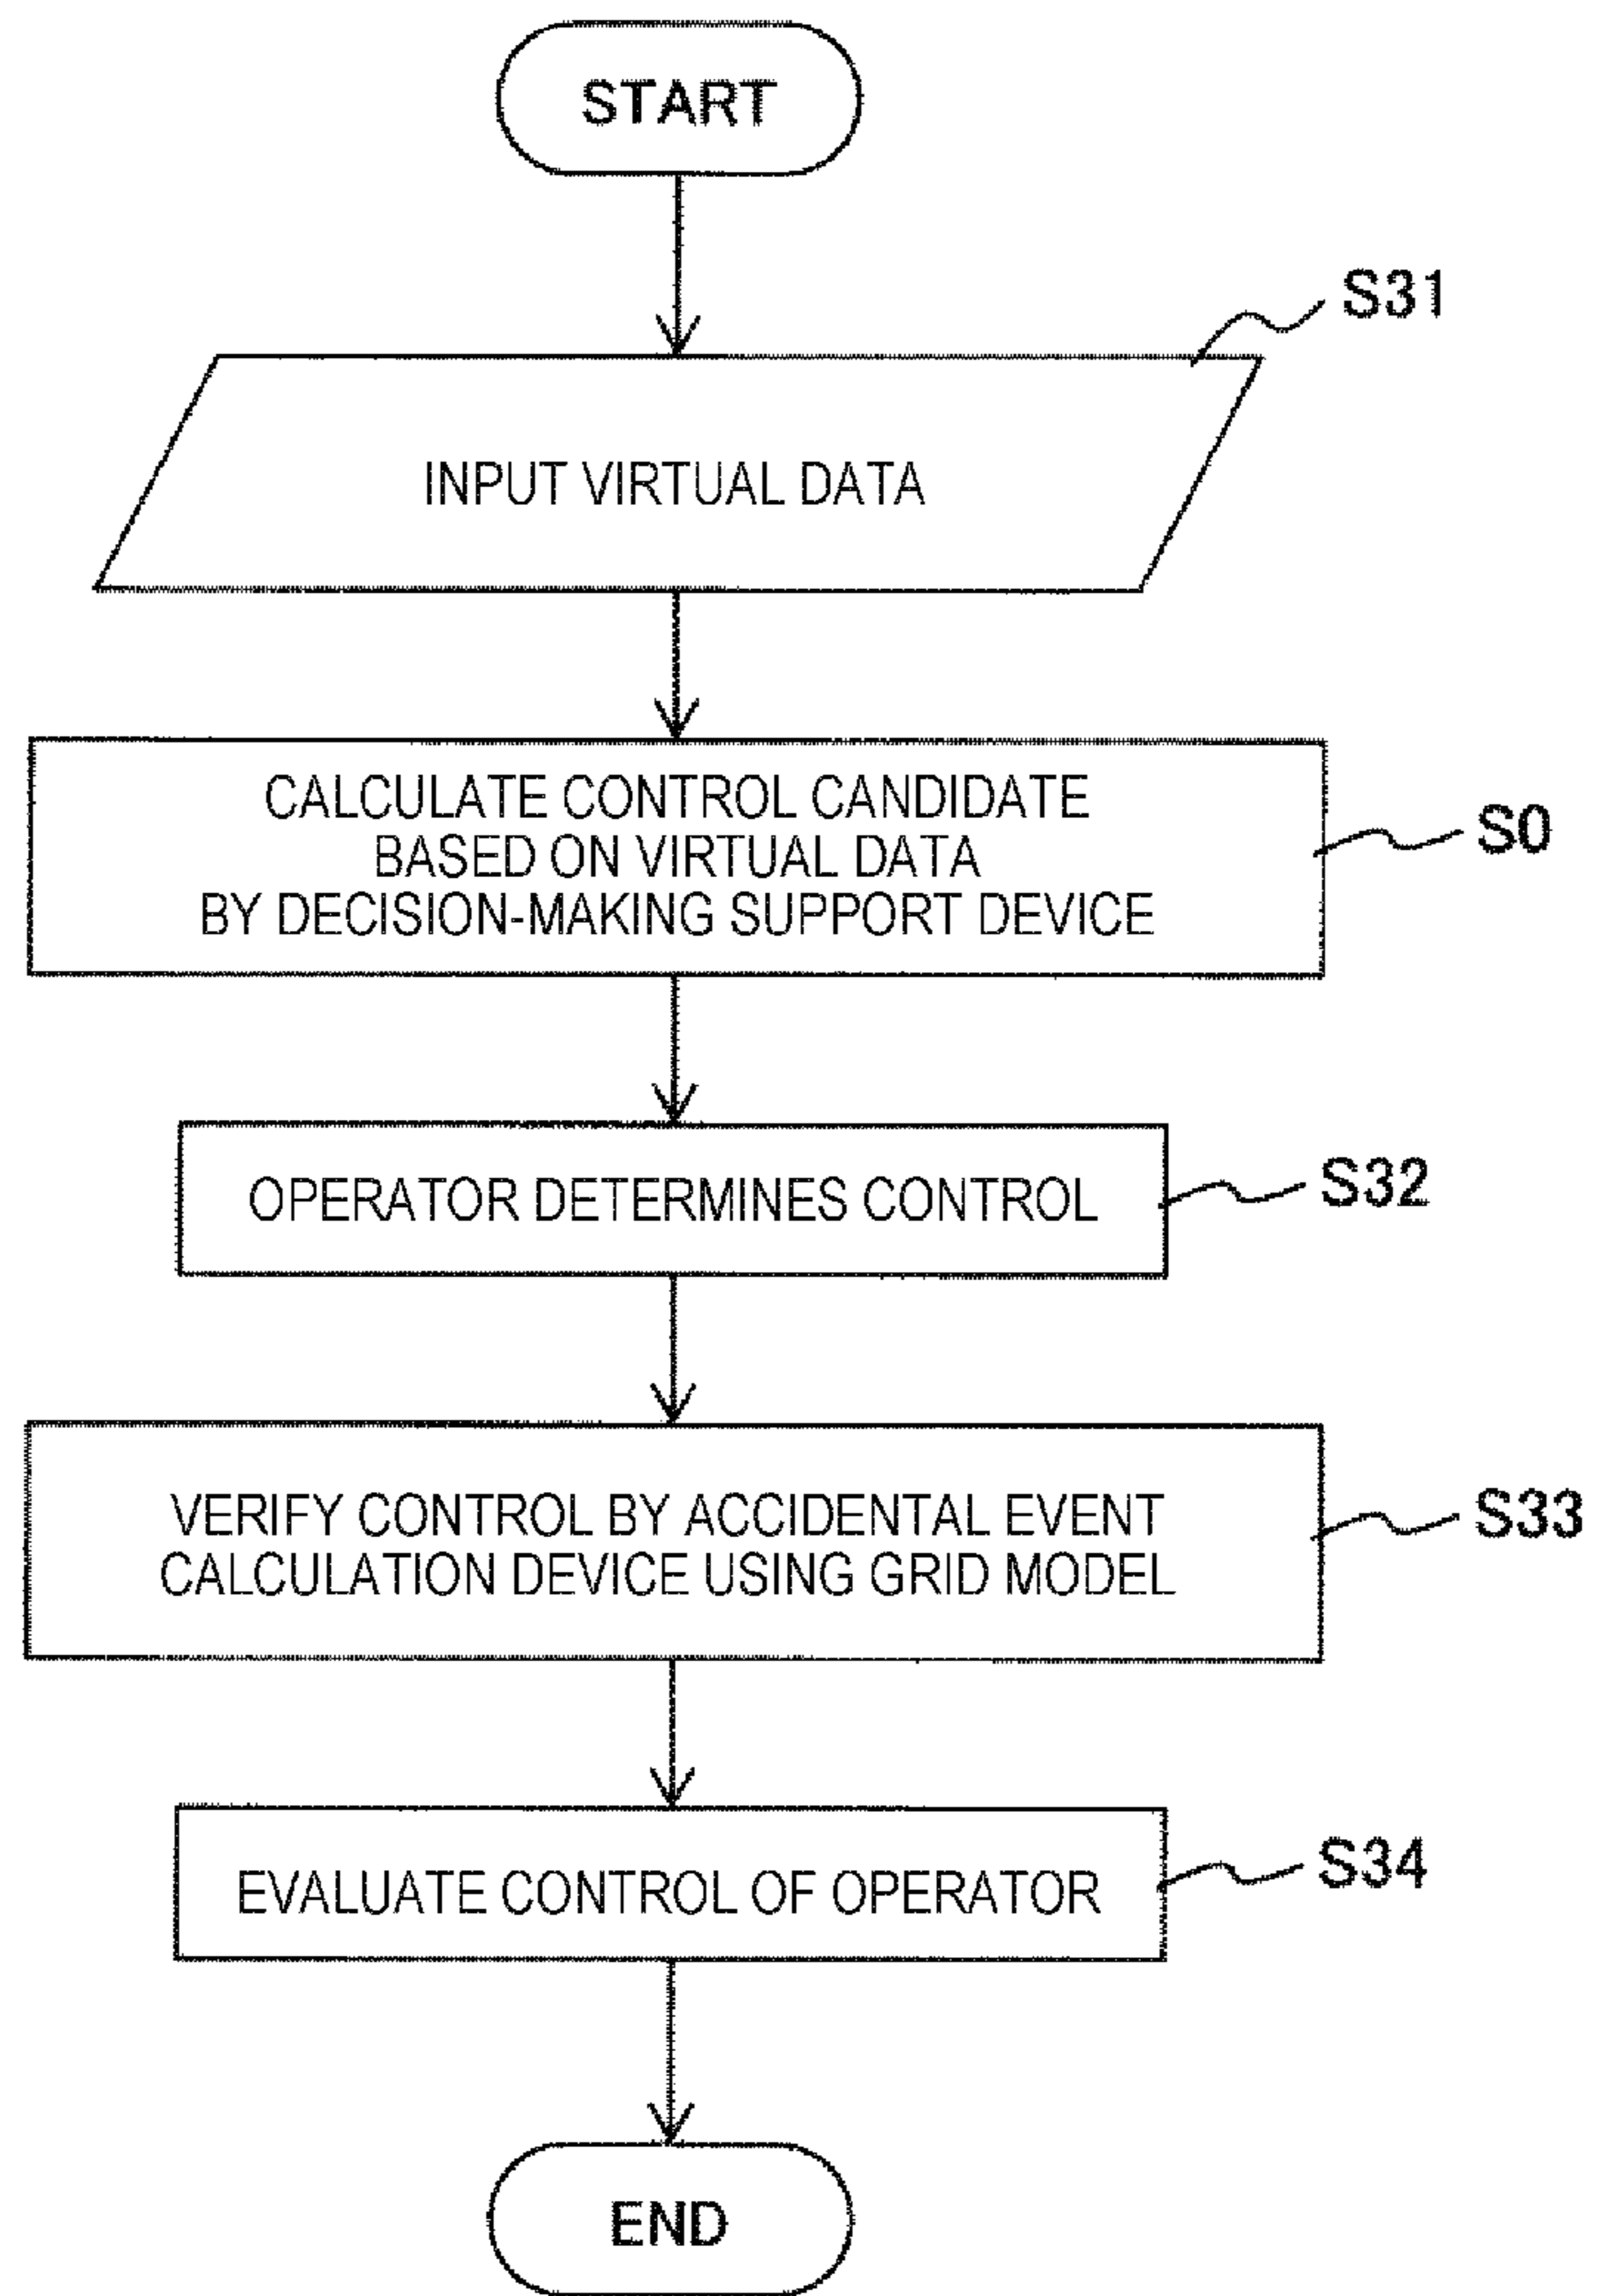 START
S31
INPUT VIRTUAL DATA
CALCULATE CONTROL CANDIDATE
BASED ON VIRTUAL DATA
BY DECISION-MAKING SUPPORT DEVICE
S0
OPERATOR DETERMINES CONTROL
S32
VERIFY CONTROL BY ACCIDENTAL EVENT
CALCULATION DEVICE USING GRID MODEL
S33
EVALUATE CONTROL OF OPERATOR
S34
END